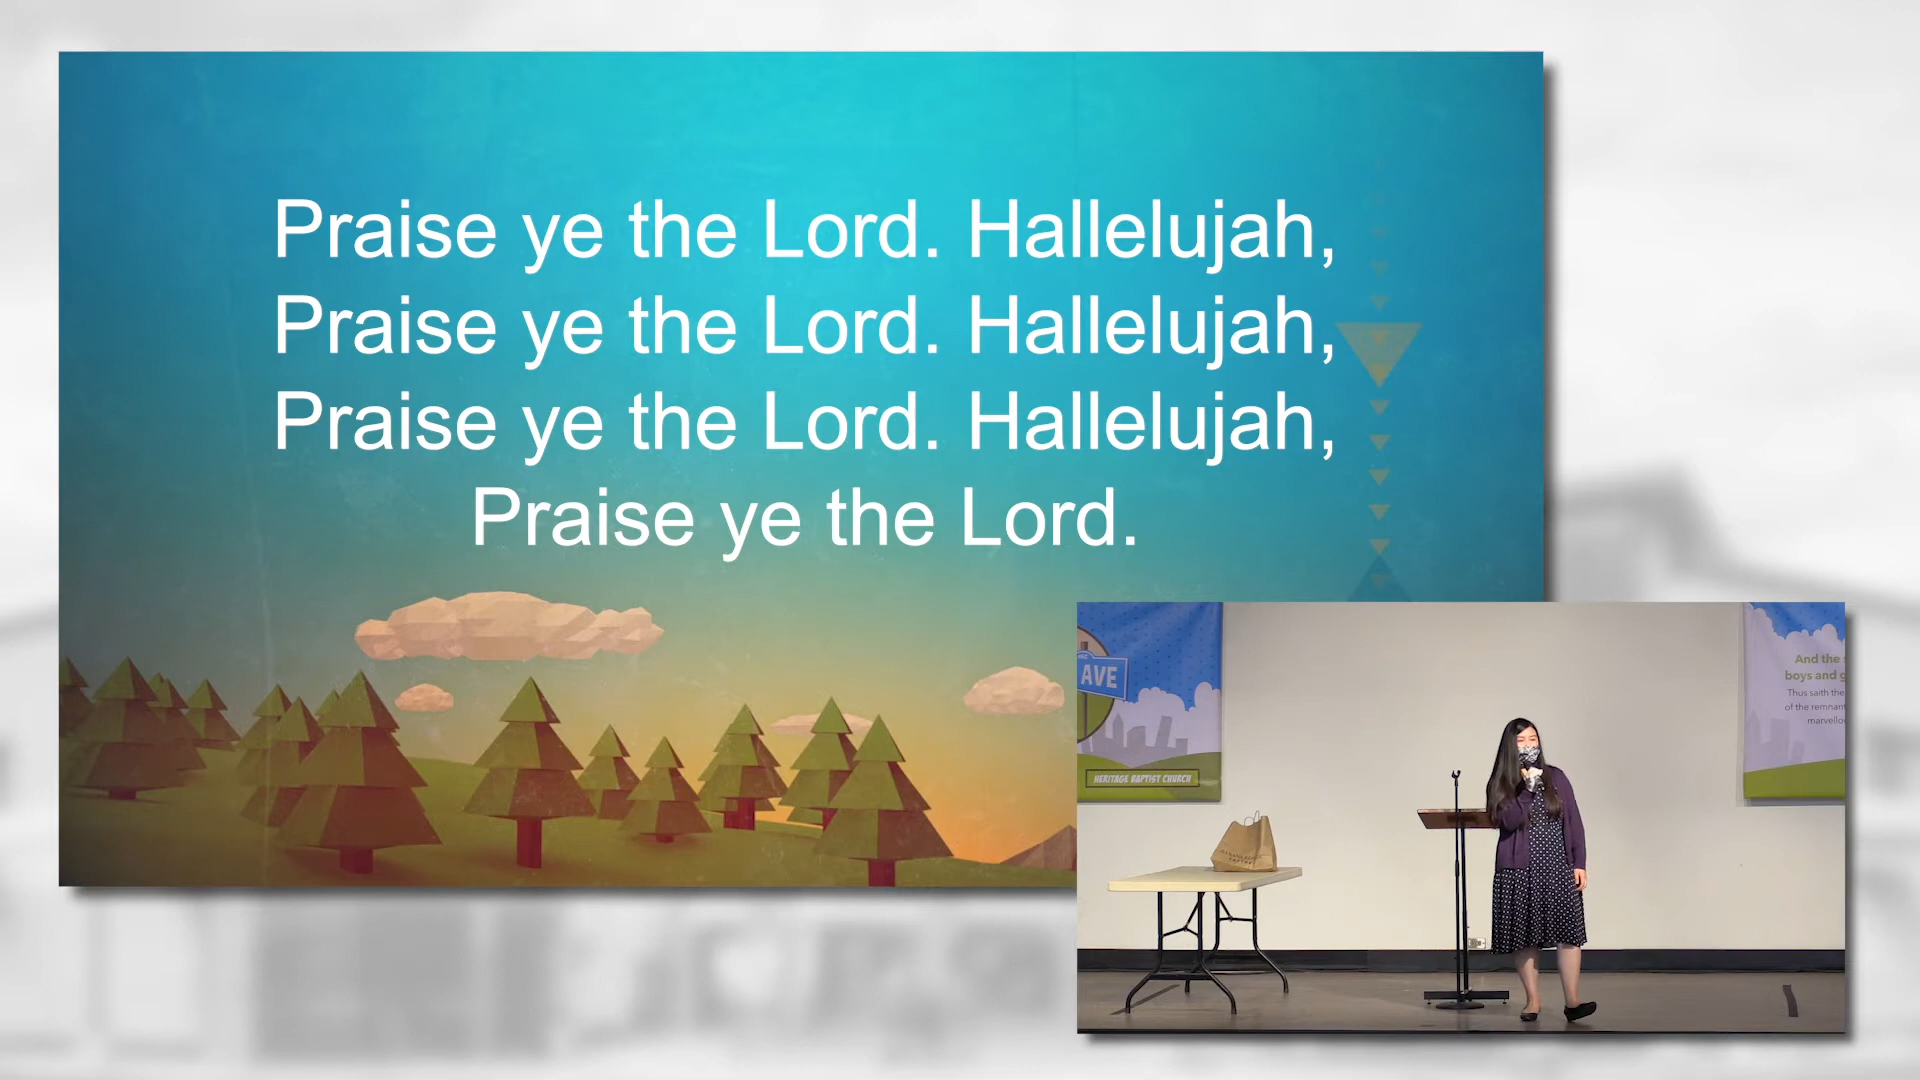 Praise ye the Lord. Hallelujah,
Praise ye the Lord. Hallelujah,
Praise ye the Lord. Hallelujah,
Praise ye the Lord.
AVE
HERITAGE BAPTIST CHURCH
And the
boys and g
Thus saith the
of the remnant
marvello